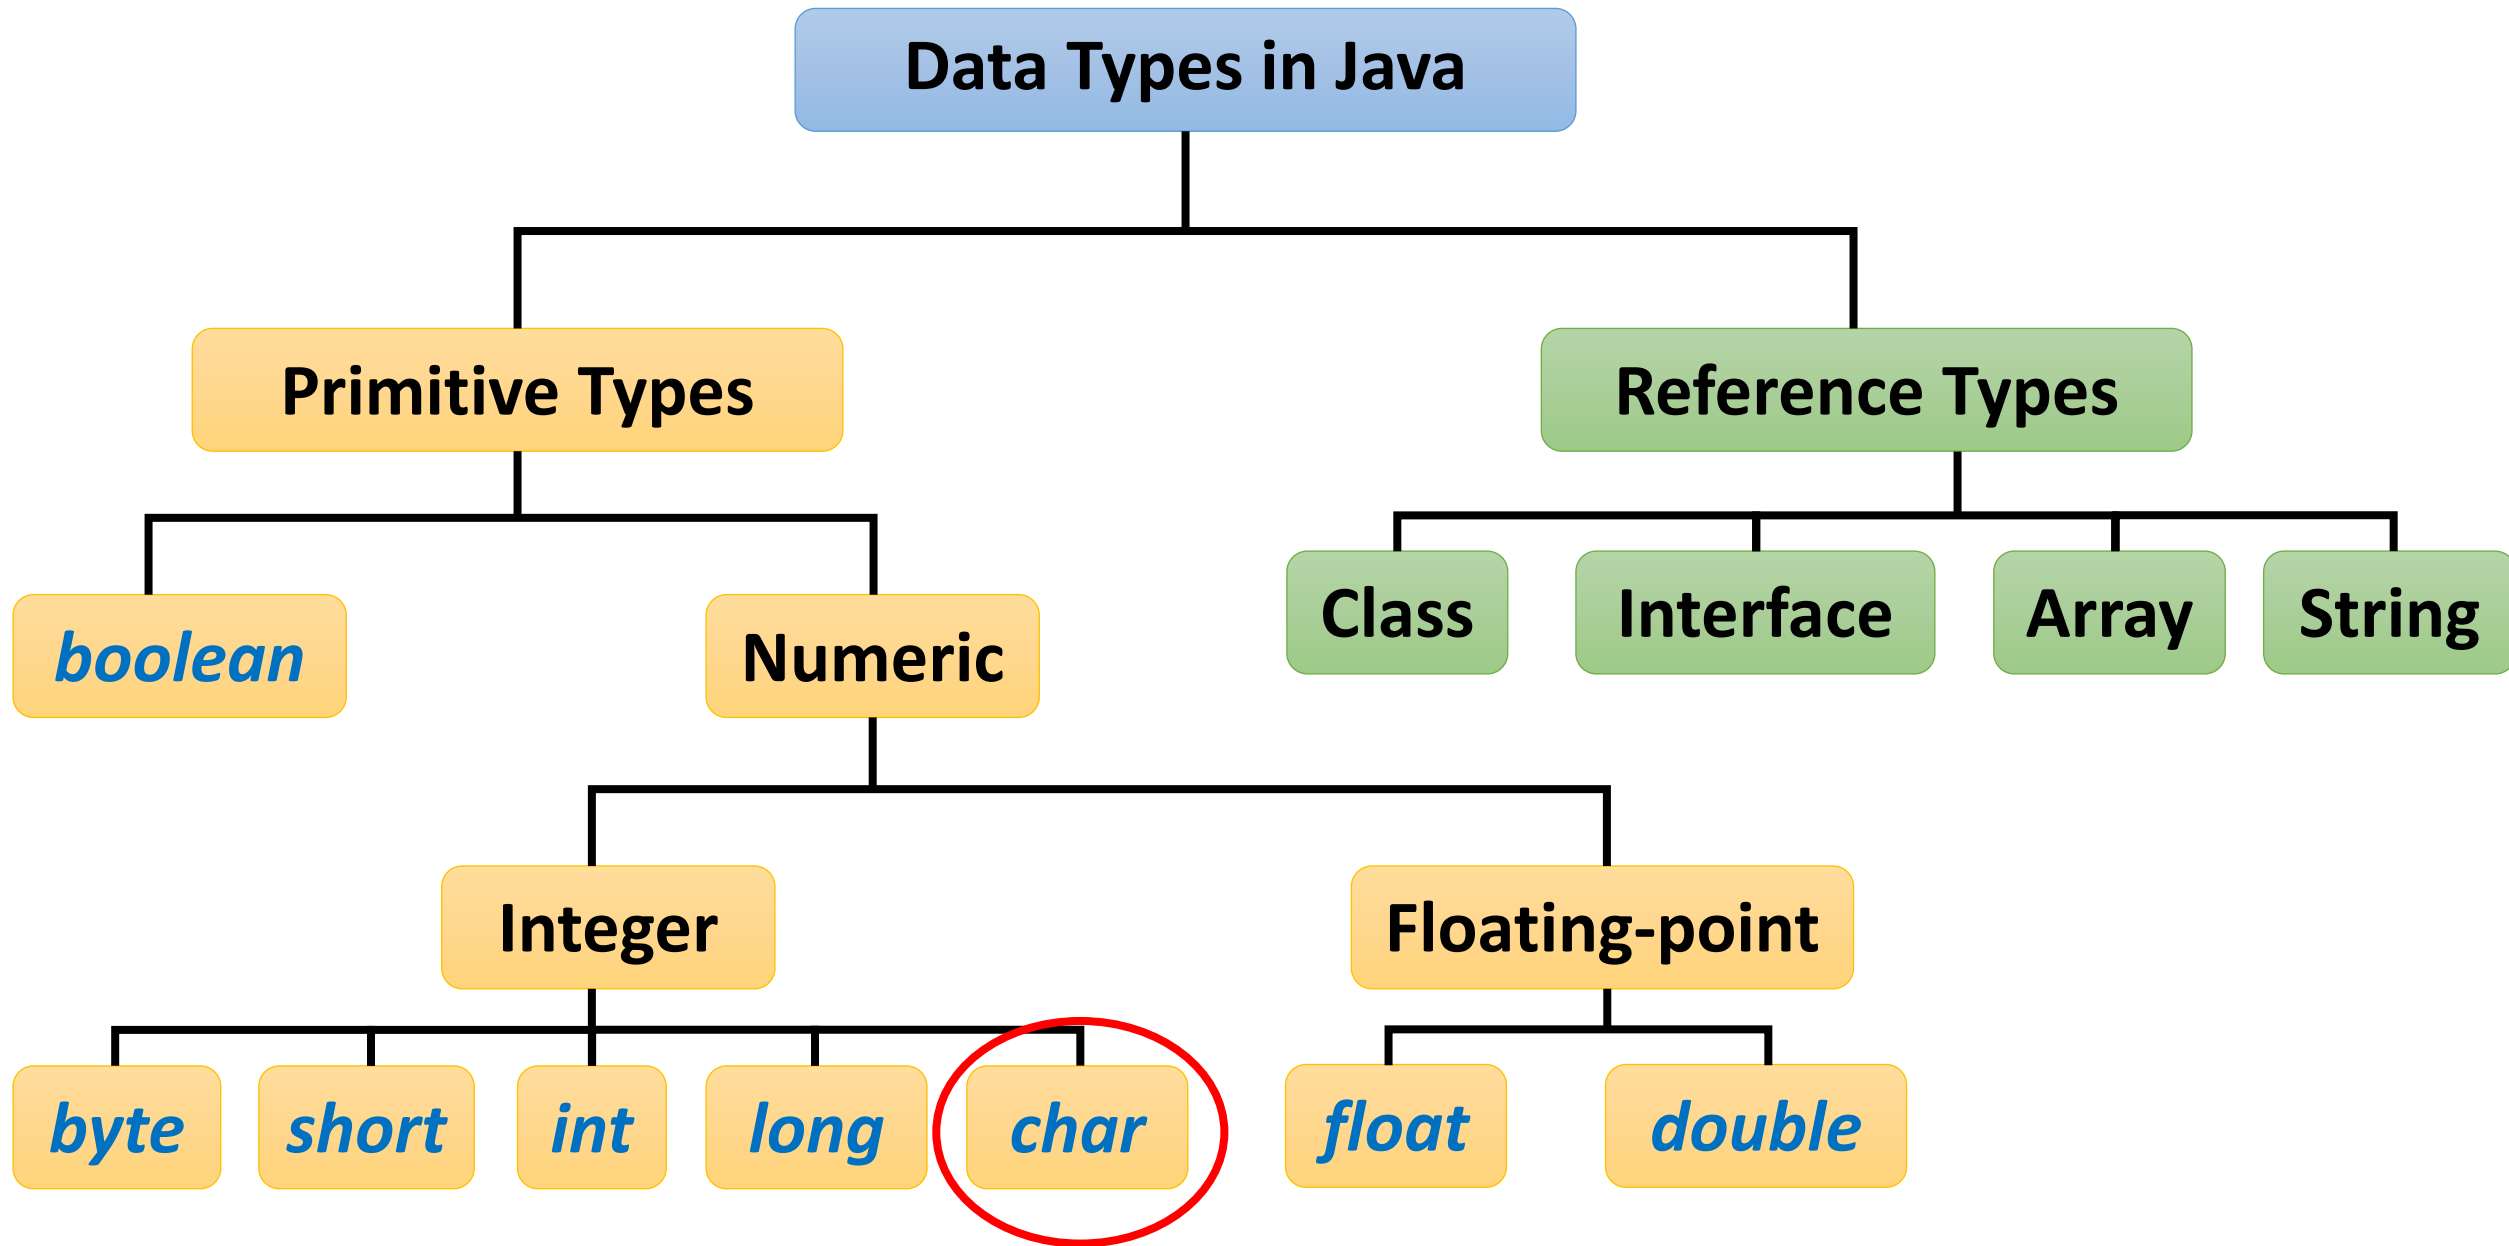 Data Types in Java
Primitive Types
Reference Types
Class
Interface
Array
String
boolean
Numeric
Integer
Floating-point
byte
short
int
long
char
float
double